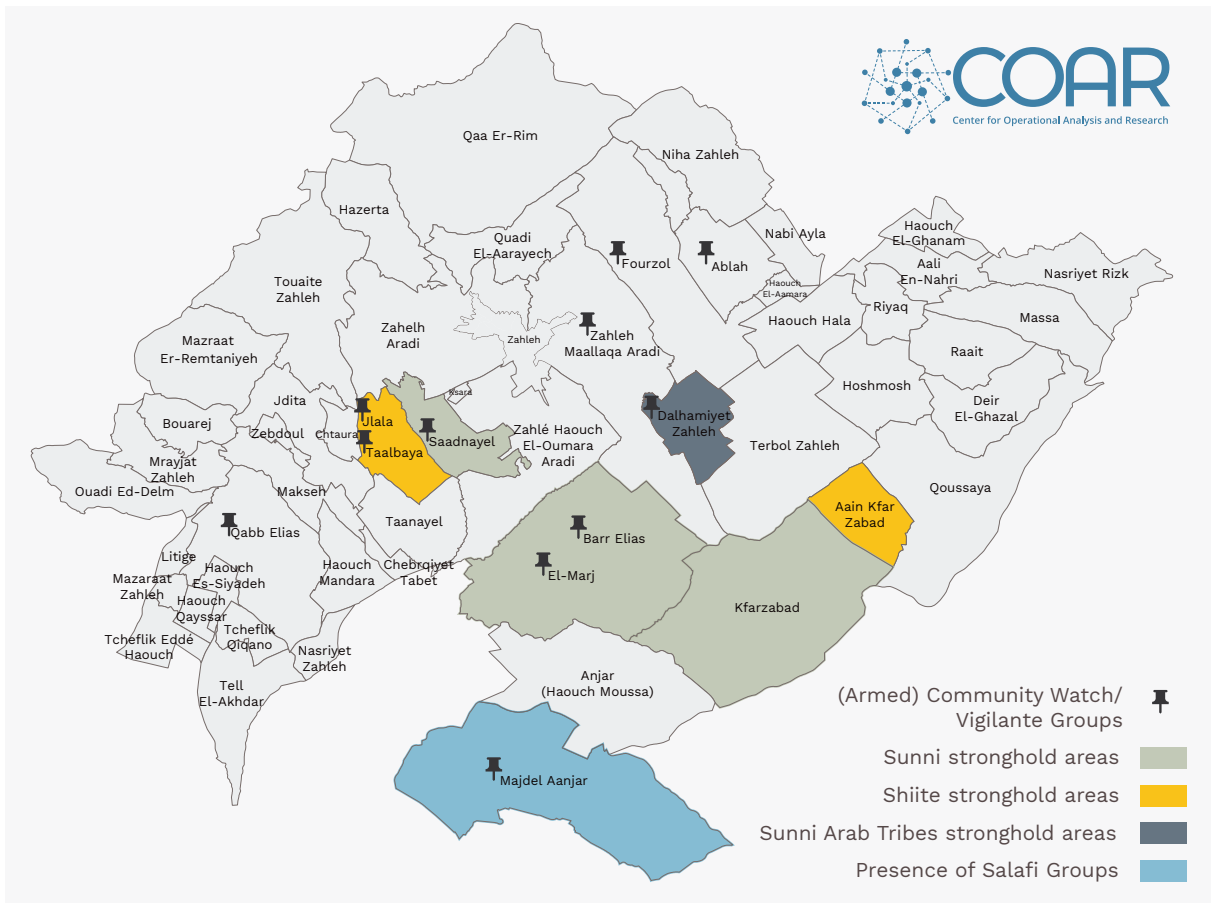 COAR
Center for Operational Analysis and Research
Qaa Er-Rim
Niha Zahleh
Hazerta
Quadi
El-Aarayech
Fourzol
Ablah
Nabi Ayla
Haouch
El-Ghanam
Aali
En-Nahri
Nasriyet Rizk
Touaite
Zahleh
Haouch
El-Aamara
Riyaq
Massa
Zahelh
Aradi
Zahleh
Zahleh
Maallaqa Aradi
Haouch Hala
Mazraat
Er-Remtaniyeh
Raait
Hoshmosh
Deir
El-Ghazal
Jdita
Ksara
Bouarej
Zebdoul
Chtaura
Jlala
Taalbaya
Saadnayel
Zahlé Haouch
El-Oumara
Aradi
Dalhamiyet
Zahleh
Terbol Zahleh
Mrayjat
Zahleh
Ouadi Ed-Delm
Makseh
Qoussaya
Aain Kfar
Zabad
Taanayel
Qabb Elias
Barr Elias
Litige
Haouch
Es-Siyadeh
Haouch
Mandara
Chebrqiyet
Tabet
El-Marj
Mazaraat
Zahleh
Haouch
Qayssar
Kfarzabad
Tcheflik Eddé
Haouch
Tcheflik
Qiqano
Nasriyet
Zahleh
Tell
El-Akhdar
Anjar
(Haouch Moussa)
Majdel Aanjar
(Armed) Community Watch/
Vigilante Groups
Sunni stronghold areas
Shiite stronghold areas
Sunni Arab Tribes stronghold areas
Presence of Salafi Groups